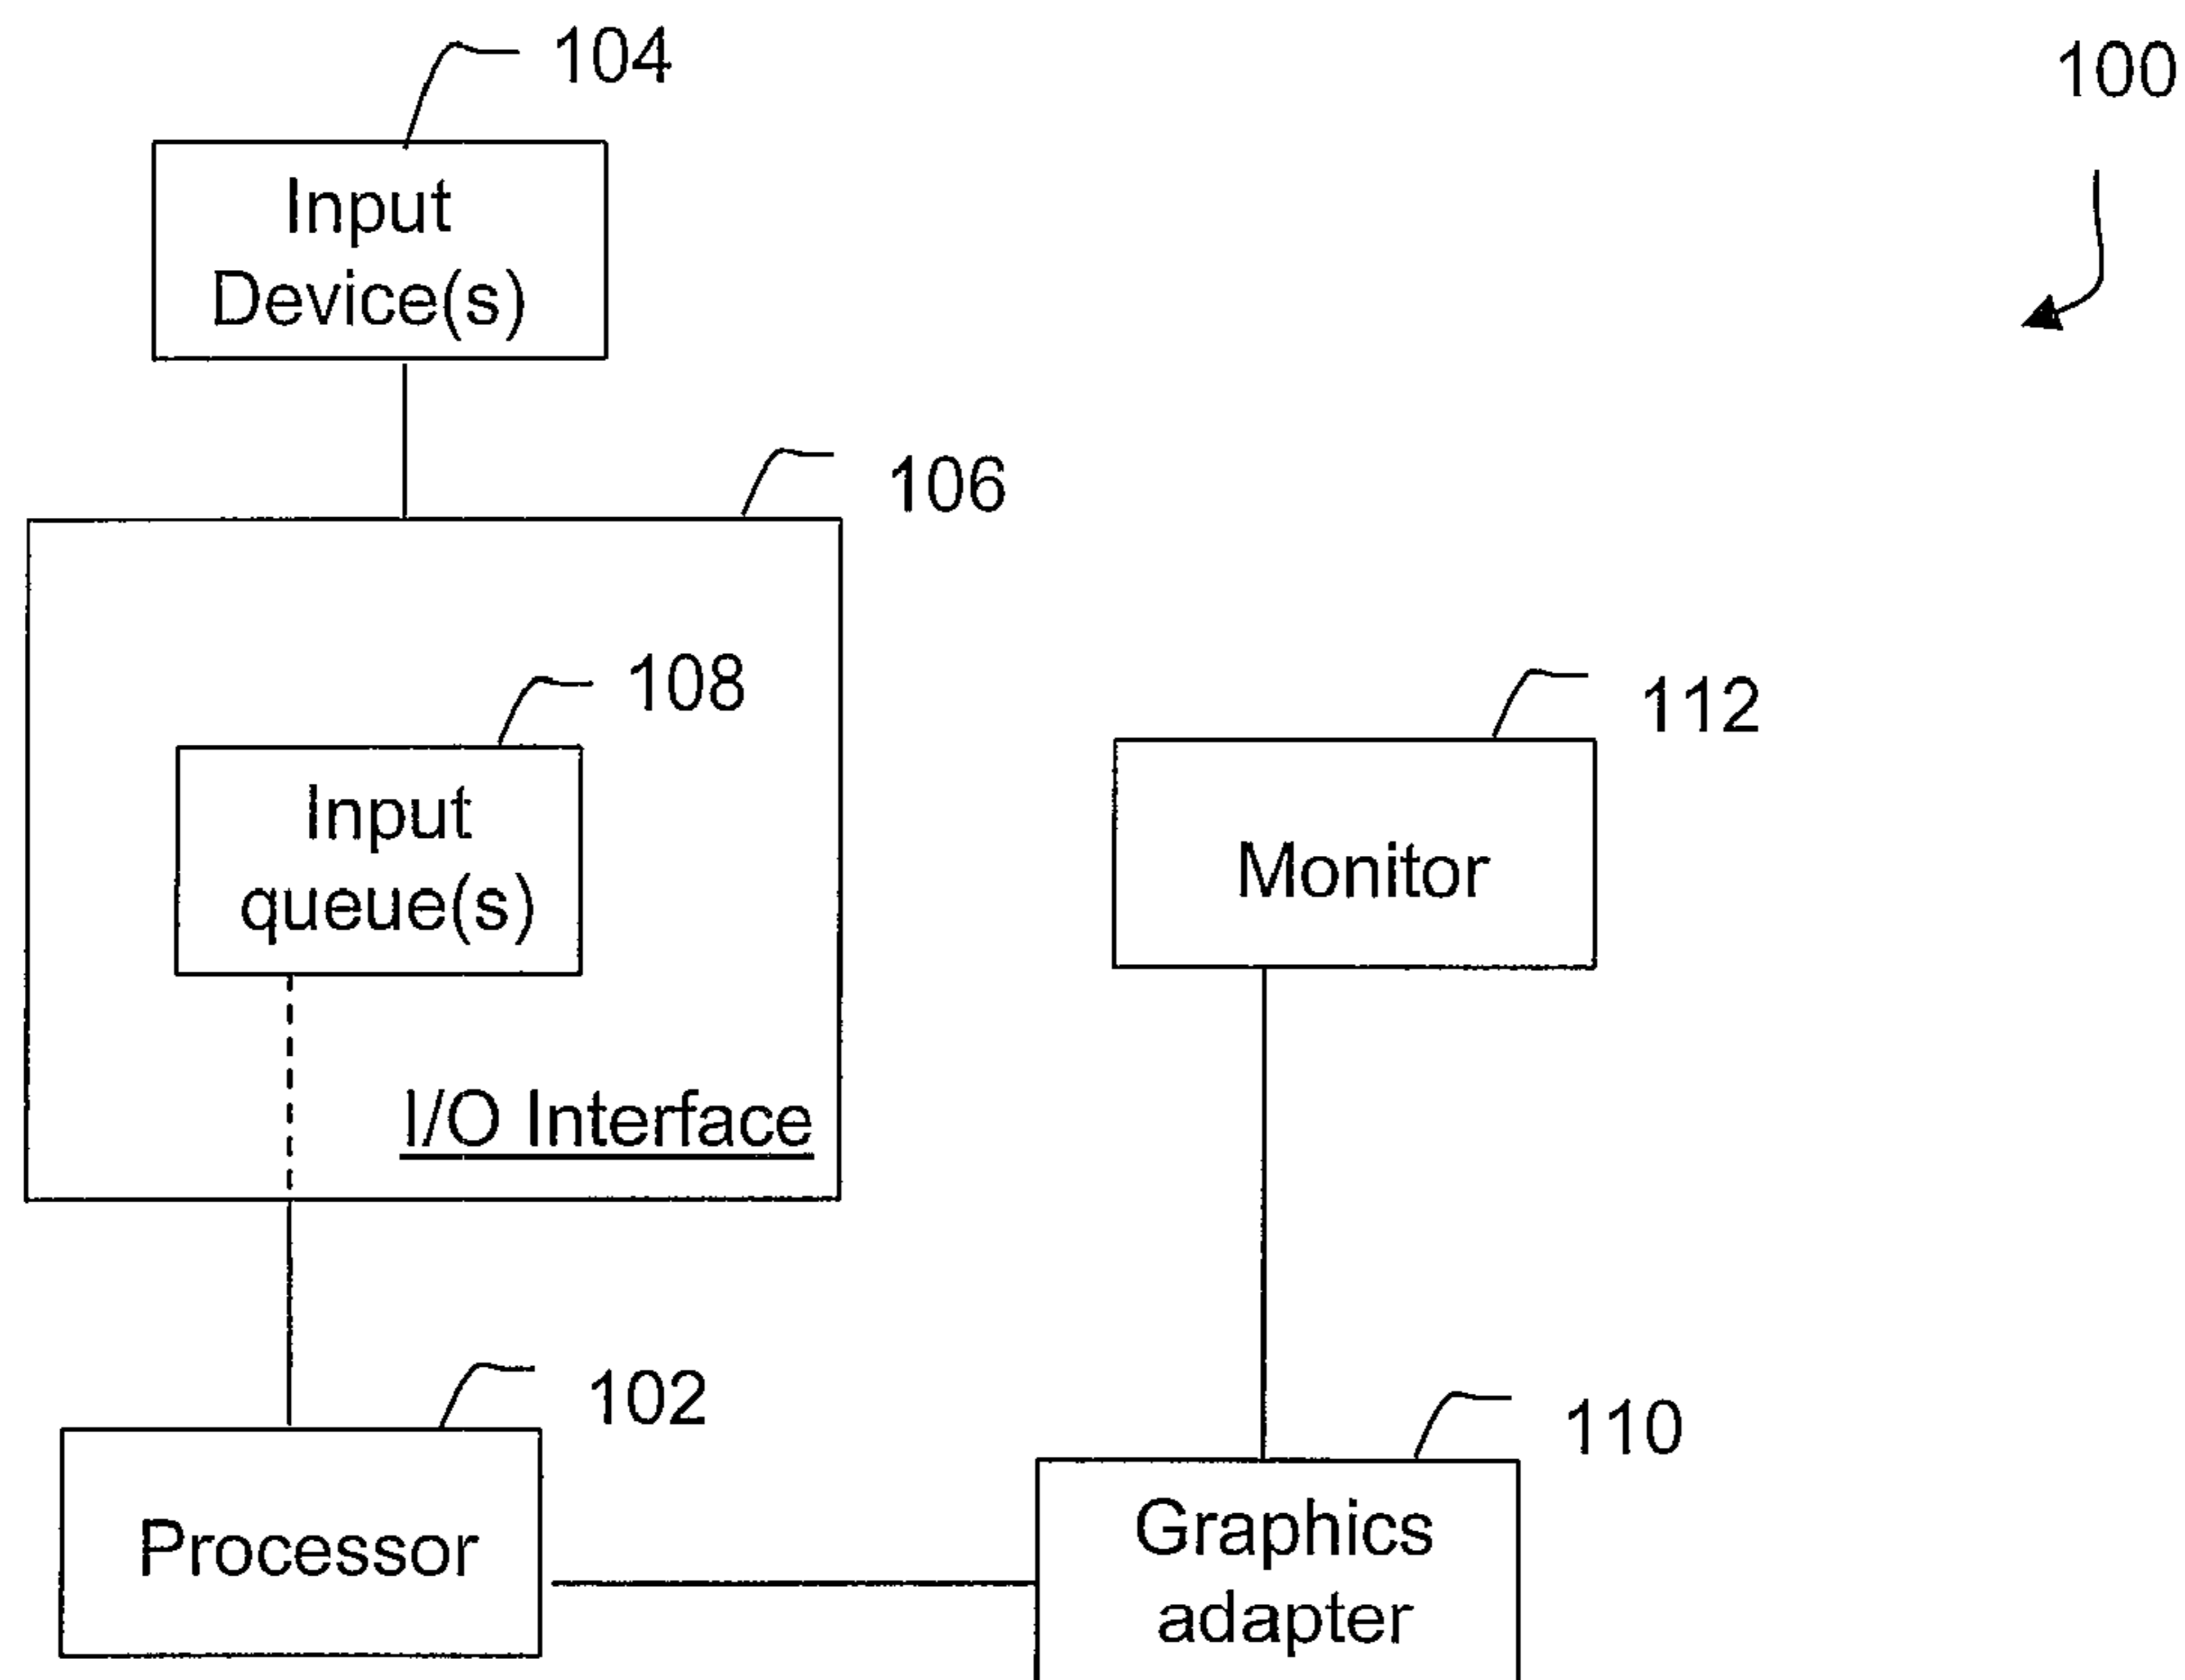 104
100
Input
Device(s)
106
108
Input
queue(s)
112
Monitor
I/O Interface
102
110
Processor
Graphics
adapter